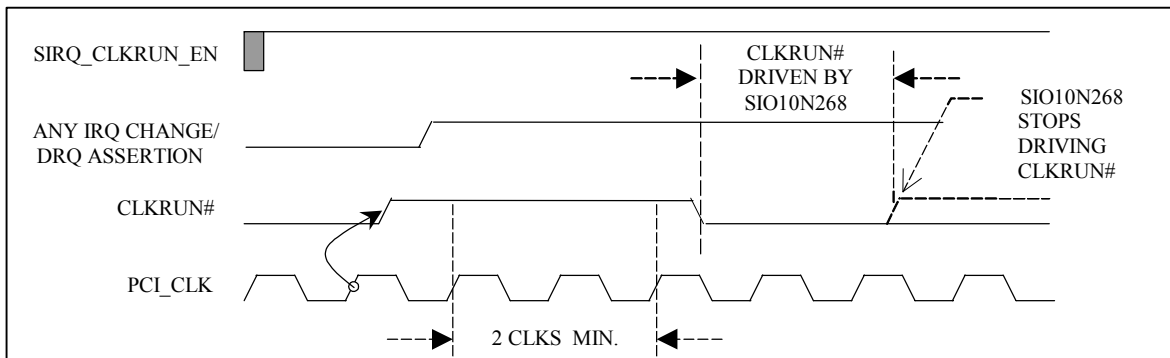 SIRQ_CLKRUN_EN
CLKRUN#
DRIVEN BY
SIO10N268
SIO10N268
STOPS
DRIVING
CLKRUN#
ANY IRQ CHANGE/
DRQ ASSERTION
CLKRUN#
PCI_CLK
2 CLKS MIN.